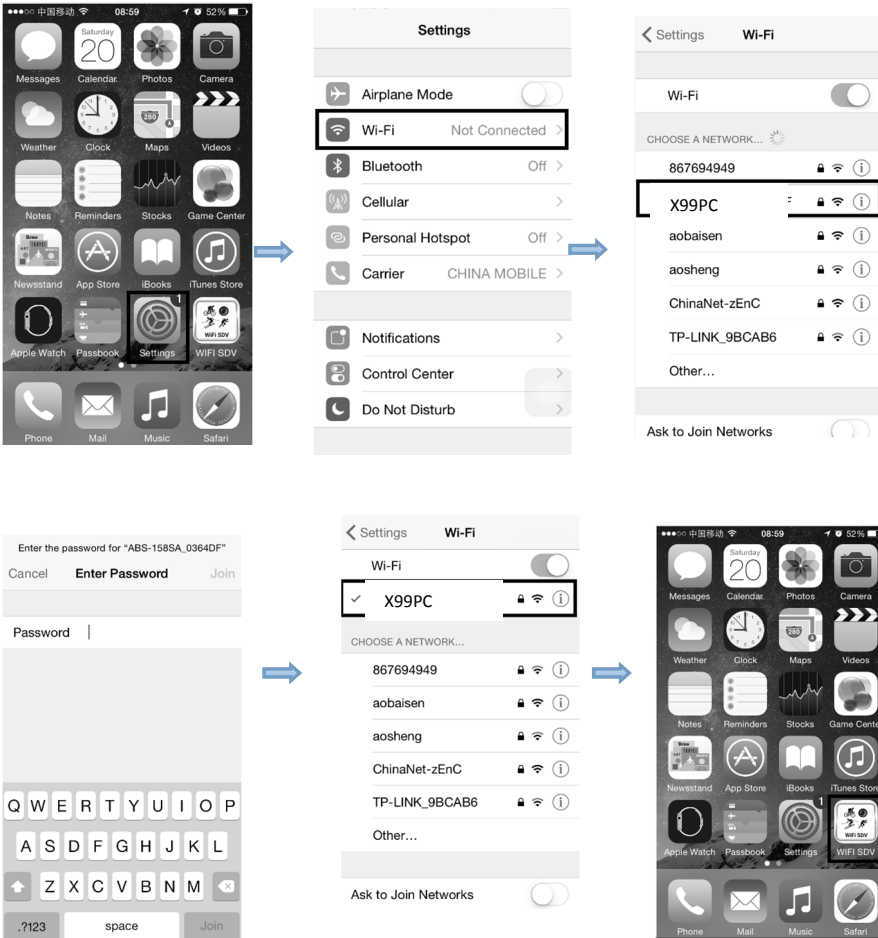 中国移动 08:59 52%
Saturday
20
Messages Calendar Photos Camera
280
Weather Clock Maps Videos
Notes Reminders Stocks Game Center
Newsstand App Store iBooks iTunes Store
1
WiFi SDV
Apple Watch Passbook Settings WIFI SDV
Phone Mail Music Safari
Settings
Airplane Mode
Wi-Fi Not Connected
Bluetooth Off
Cellular
Personal Hotspot Off
Carrier CHINA MOBILE
Notifications
Control Center
Do Not Disturb
Settings Wi-Fi
Wi-Fi
CHOOSE A NETWORK...
867694949
X99PC
aobaisen
aosheng
ChinaNet-zEnC
TP-LINK_9BCAB6
Other...
Ask to Join Networks
Enter the password for “ABS-158SA_0364DF”
Cancel Enter Password Join
Password
Q W E R T Y U I O P
A S D F G H J K L
Z X C V B N M
.?123 space Join
Settings Wi-Fi
Wi-Fi
X99PC
CHOOSE A NETWORK...
867694949
aobaisen
aosheng
ChinaNet-zEnC
TP-LINK_9BCAB6
Other...
Ask to Join Networks
中国移动 08:59 52%
Saturday
20
Messages Calendar Photos Camera
280
Weather Clock Maps Videos
Notes Reminders Stocks Game Cente
Newsstand App Store iBooks iTunes Store
1
WiFi SDV
Apple Watch Passbook Settings WIFI SDV
Phone Mail Music Safari